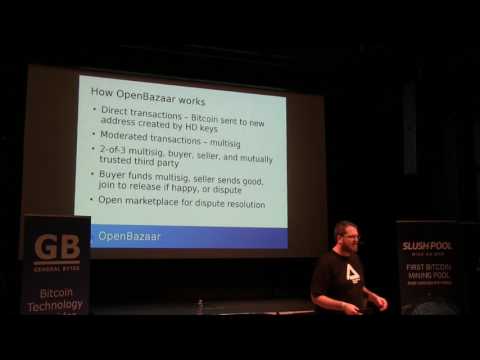 How OpenBazaar works
• Direct transactions – Bitcoin sent to new
address created by HD keys
• Moderated transactions – multisig
• 2-of-3 multisig, buyer, seller, and mutually
trusted third party
• Buyer funds multisig, seller sends good,
join to release if happy, or dispute
• Open marketplace for dispute resolution
OpenBazaar
GB
GENERAL BYTES
Bitcoin
Technology
SLUSH POOL
FIRST BITCOIN
MINING POOL